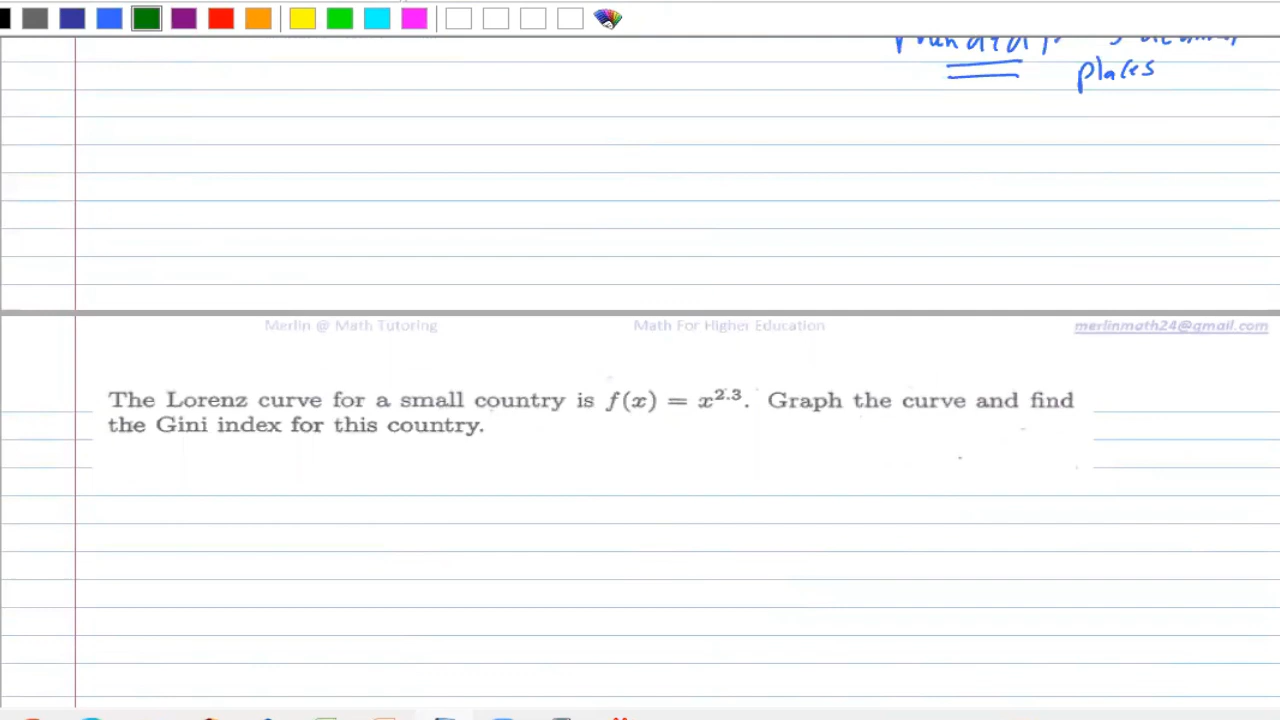 places
Merlin @ Math Tutoring Math For Higher Education merlinmath24@gmail.com
The Lorenz curve for a small country is f(x) = x^2.3. Graph the curve and find
the Gini index for this country.